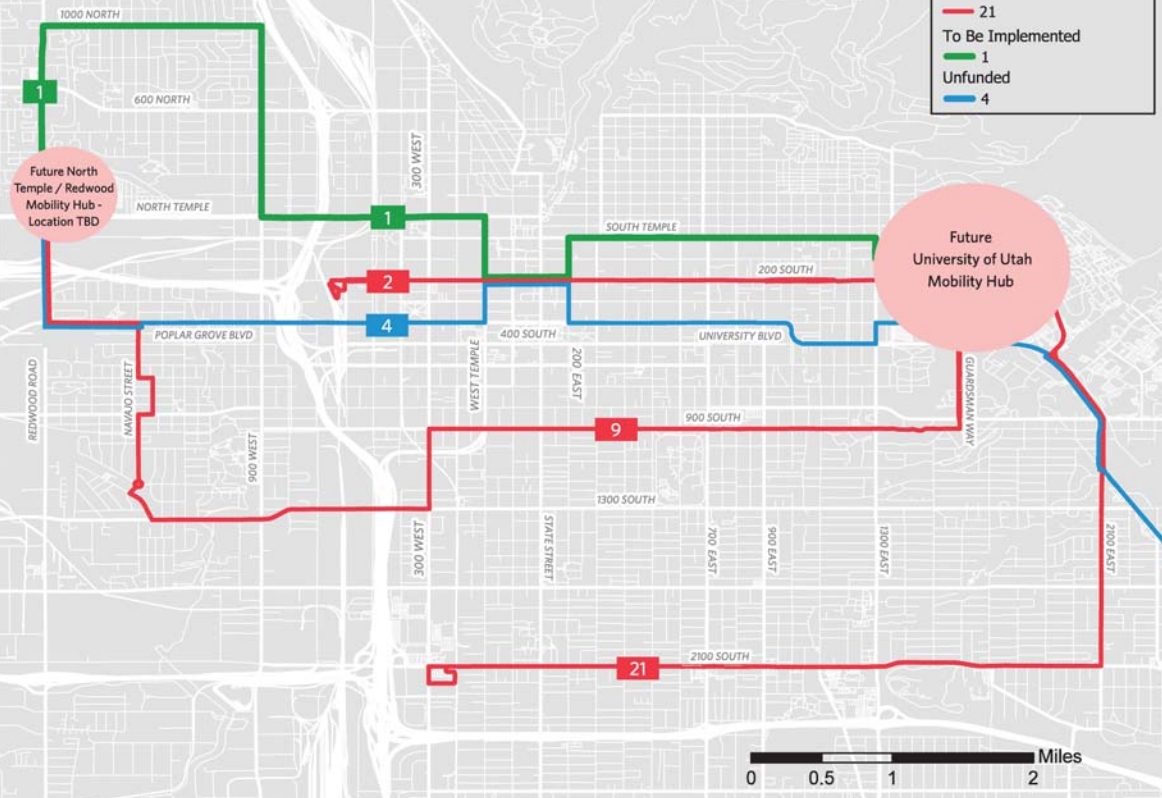 1000 NORTH
21
To Be Implemented
1
Unfunded
4
1
600 NORTH
300 WEST
Future North
Temple / Redwood
Mobility Hub -
Location TBD
NORTH TEMPLE
1
SOUTH TEMPLE
Future
University of Utah
Mobility Hub
2
200 SOUTH
4
POPLAR GROVE BLVD
400 SOUTH
UNIVERSITY BLVD
REDWOOD ROAD
NAVAJO STREET
WEST TEMPLE
200 EAST
GUARDSMAN WAY
900 WEST
9
900 SOUTH
1300 SOUTH
300 WEST
STATE STREET
700 EAST
900 EAST
1300 EAST
2100 EAST
21
2100 SOUTH
Miles
0 0.5 1 2